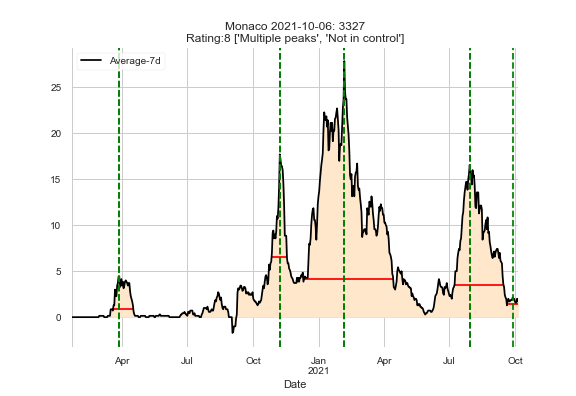 Monaco 2021-10-06: 3327
Rating:8 ['Multiple peaks', 'Not in control']
Average-7d
25
20
15
10
5
0
Apr
Jul
Oct
Jan
2021
Apr
Jul
Oct
Date